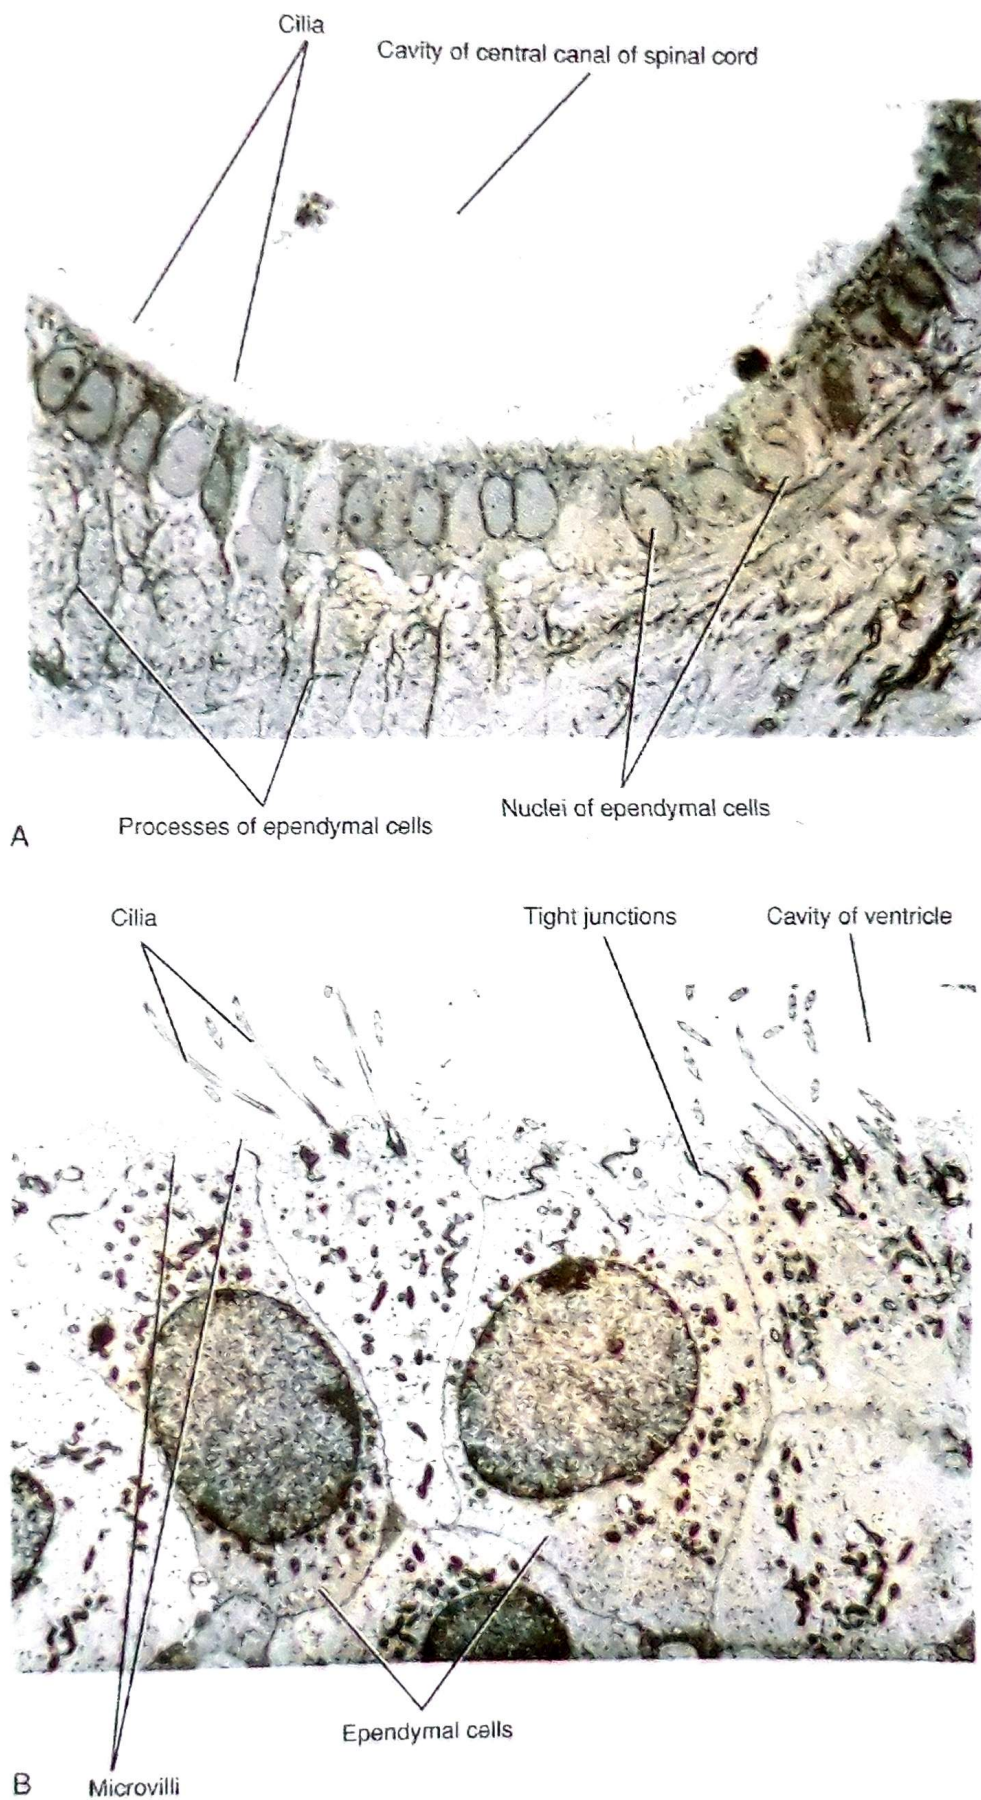 Cilia
Cavity of central canal of spinal cord
Processes of ependymal cells
Nuclei of ependymal cells
A
Cilia
Tight junctions
Cavity of ventricle
Ependymal cells
B
Microvilli